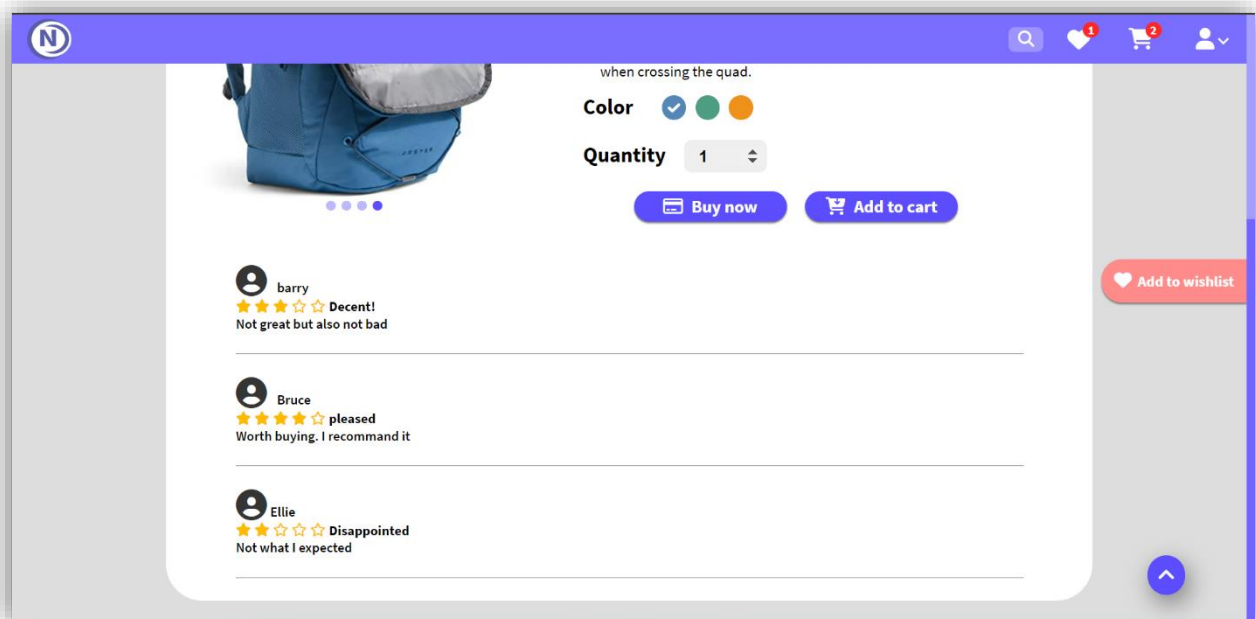 N
1
2
when crossing the quad.
Color
Quantity 1
Buy now Add to cart
Add to wishlist
barry
Decent!
Not great but also not bad
Bruce
pleased
Worth buying. I recommand it
Ellie
Disappointed
Not what I expected